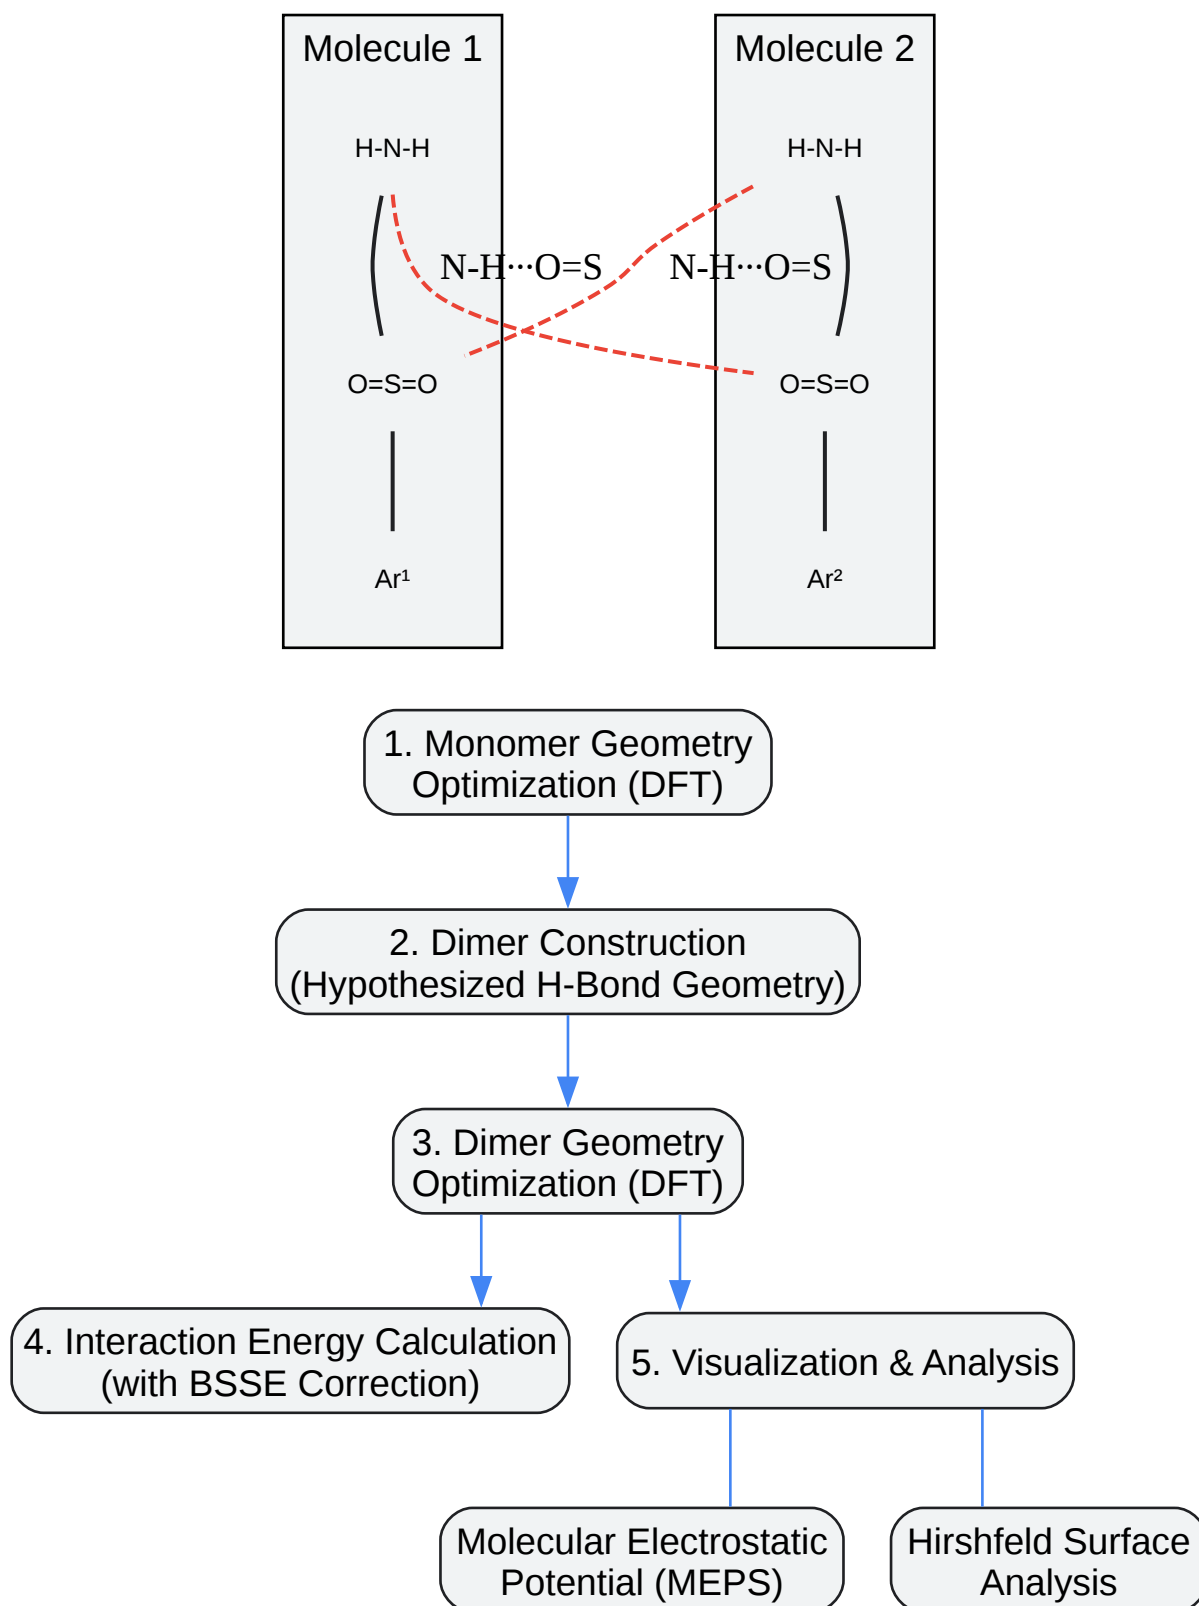 Molecule 1
Molecule 2
H-N-H
H-N-H
N-H···O=S
N-H···O=S
O=S=O
O=S=O
Ar¹
Ar²
1. Monomer Geometry
Optimization (DFT)
2. Dimer Construction
(Hypothesized H-Bond Geometry)
3. Dimer Geometry
Optimization (DFT)
4. Interaction Energy Calculation
(with BSSE Correction)
5. Visualization & Analysis
Molecular Electrostatic
Potential (MEPS)
Hirshfeld Surface
Analysis